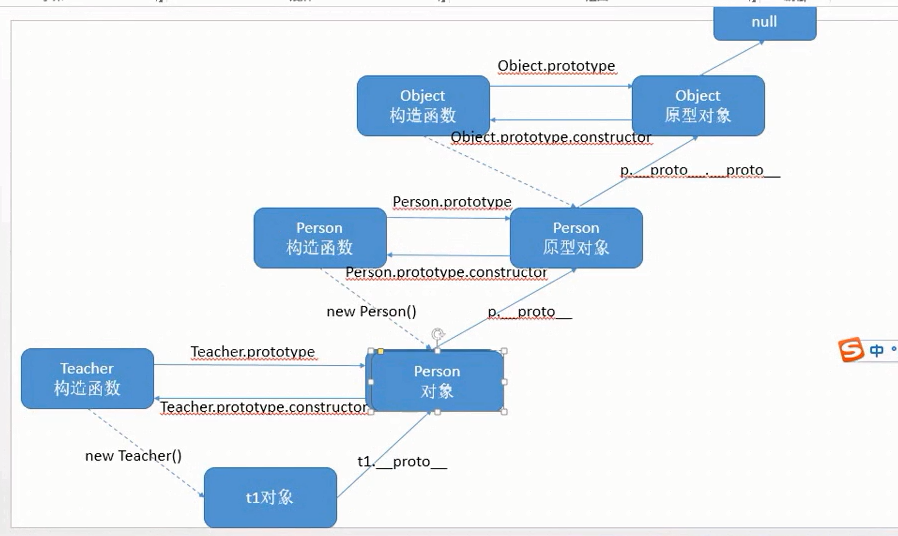 null
Object.prototype
Object
构造函数
Object
原型对象
Object.prototype.constructor
p.__proto__.__proto__
Person.prototype
Person
构造函数
Person
原型对象
Person.prototype.constructor
new Person()
p.__proto__
Teacher.prototype
Teacher
构造函数
Person
对象
Teacher.prototype.constructor
new Teacher()
t1.__proto__
t1对象
S
中